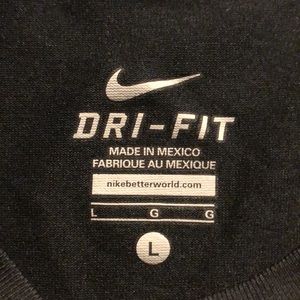 DRI-FIT
MADE IN MEXICO
FABRIQUE AU MEXIQUE
nikebetterworld.com
L G G
L